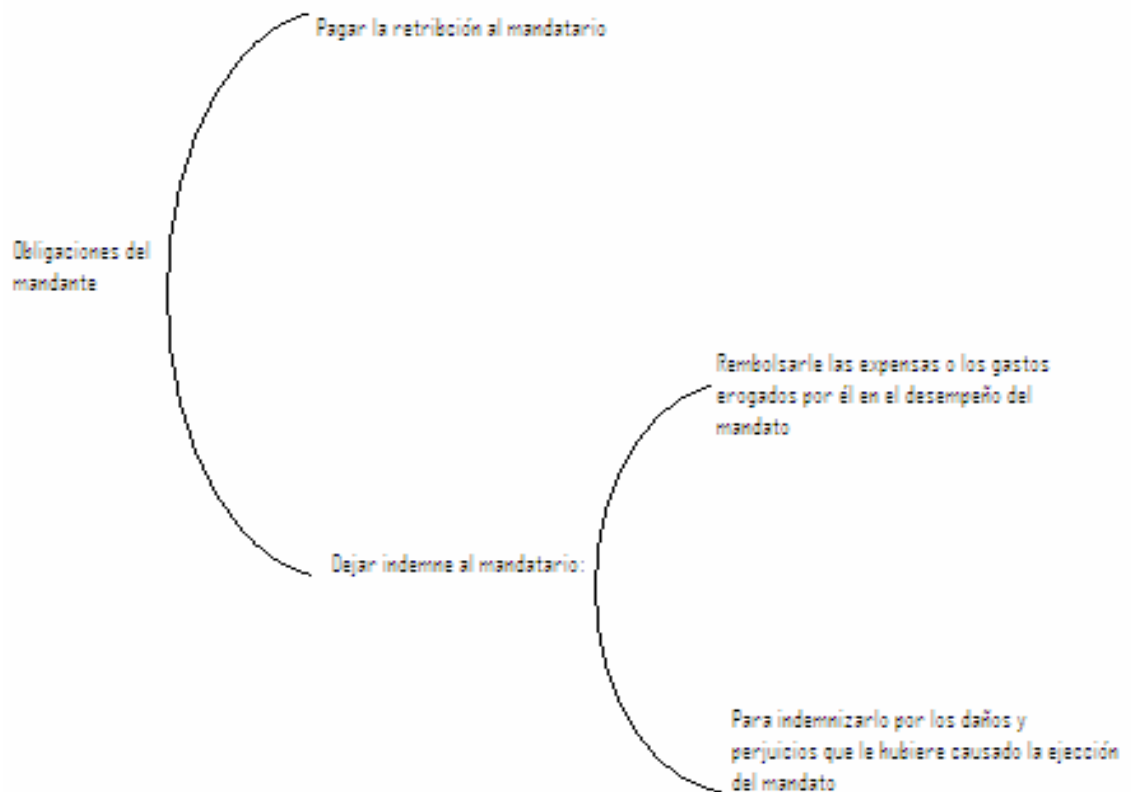 Pagar la retribción al mandatario
Obligaciones del
mandante
Rembolsarle las expensas o los gastos
erogados por él en el desempeño del
mandato
Dejar indemne al mandatario:
Para indemnizarlo por los daños y
perjuicios que le hubiere causado la ejección
del mandato